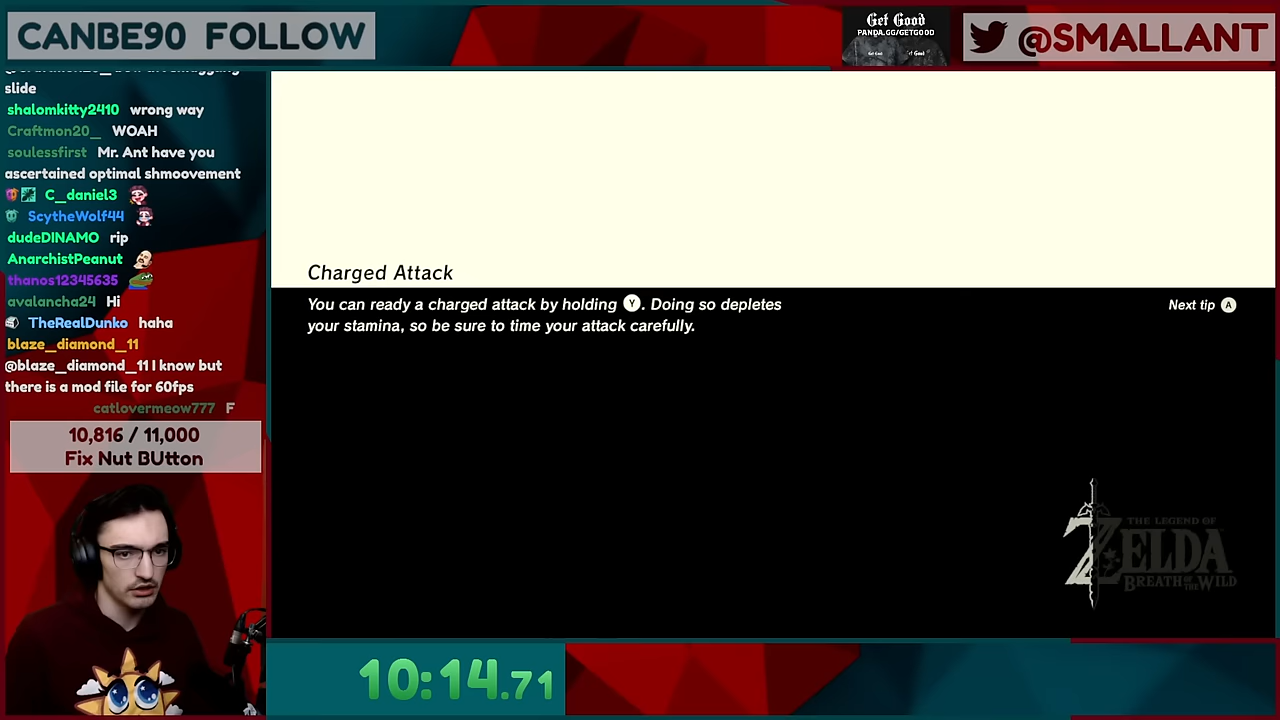 CANBE90 FOLLOW
Get Good
PANDA.GG/GETGOOD
@SMALLANT
slide
shalomkitty2410 wrong way
Craftmon20_ WOAH
soulessfirst Mr. Ant have you
ascertained optimal shmoovement
C_daniel3
ScytheWolf44
dudeDINAMO rip
AnarchistPeanut
thanos12345635
avalancha24 Hi
TheRealDunko haha
blaze_diamond_11
@blaze_diamond_11 I know but
there is a mod file for 60fps
catlovermeow777 F
10,816 / 11,000
Fix Nut BUtton
Charged Attack
You can ready a charged attack by holding Y. Doing so depletes
your stamina, so be sure to time your attack carefully.
Next tip A
THE LEGEND OF
ZELDA
BREATH OF THE WILD
10:14.71